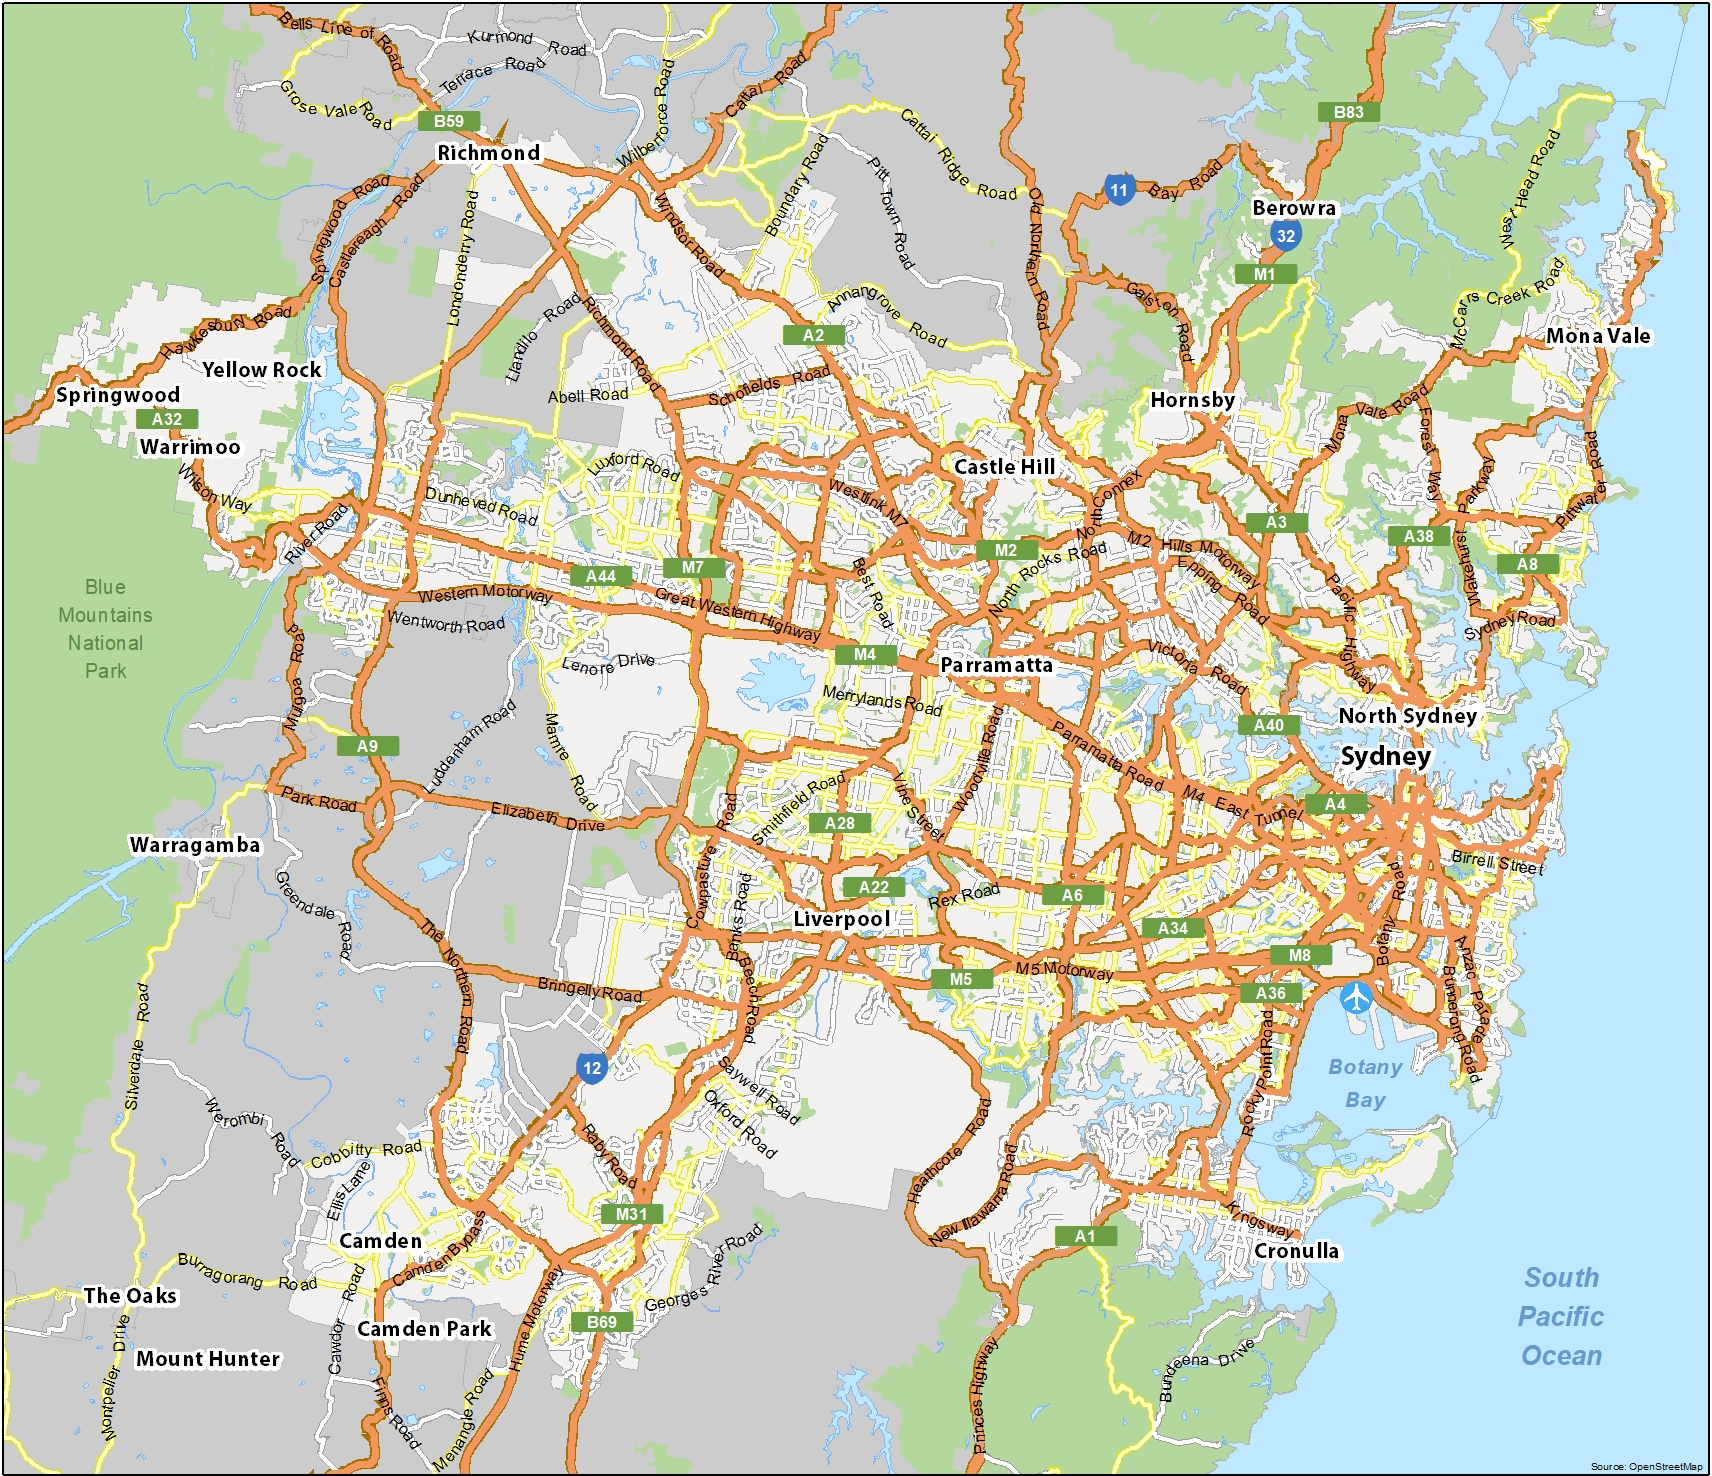 Bells Line of Road
Kurmond Road
Terrace Road
Grose Vale Road
B59
Richmond
Wilberforce Road
Cattai Road
Cattai Ridge Road
Boundary Road
Pitt Town Road
Old Northern Road
11
Bay Road
B83
Berowra
32
M1
West Head Road
McCarrs Creek Road
Mona Vale
Springwood Road
Castlereagh Road
Londonderry Road
Windsor Road
Llandilo Road
Richmond Road
Annangrove Road
A2
Galston Road
Hawkesbury Road
Yellow Rock
Springwood
A32
Warrimoo
Abell Road
Schofields Road
Hornsby
Mona Vale Road
Forest Way
Parkway
Pittwater Road
Wilson Way
Luxford Road
Dunheved Road
Castle Hill
Westlink M7
NorthConnex
River Road
A3
A38
M2
M2 Hills Motorway
North Rocks Road
Epping Road
Wakehurst
A8
Sydney Road
Pacific Highway
A44
M7
Best Road
Western Motorway
Great Western Highway
Wentworth Road
Blue
Mountains
National
Park
Mulgoa Road
Lenore Drive
M4
Parramatta
Victoria Road
Merrylands Road
North Sydney
Sydney
A40
A9
Luddenham Road
Mamre Road
Woodville Road
Parramatta Road
Park Road
Elizabeth Drive
Smithfield Road
Vine Street
M4 East Tunnel
A4
A28
Warragamba
Cowpasture Road
Birrell Street
Greendale Road
Banks Road
A22
Rex Road
A6
Liverpool
A34
Botany Road
Anzac Parade
Bunnerong Road
The Northern Road
Bringelly Road
Beech Road
M5
M5 Motorway
M8
A36
Silverdale Road
12
Saywell Road
Oxford Road
Botany
Bay
Rocky Point Road
Werombi Road
Cobbitty Road
Ellis Lane
Raby Road
Heathcote Road
New Illawarra Road
M31
A1
Kingsway
Cronulla
Camden
Camden Bypass
Burragorang Road
Georges River Road
The Oaks
Cawdor Road
Camden Park
Hume Motorway
B69
South
Pacific
Ocean
Mount Hunter
Montpelier Drive
Finns Road
Menangle Road
Princes Highway
Bundeena Drive
Source: OpenStreetMap